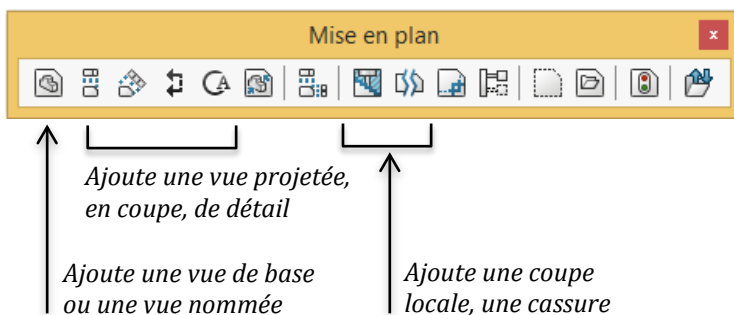 Mise en plan
x
A
Ajoute une vue projetée,
en coupe, de détail
Ajoute une vue de base
ou une vue nommée
Ajoute une coupe
locale, une cassure